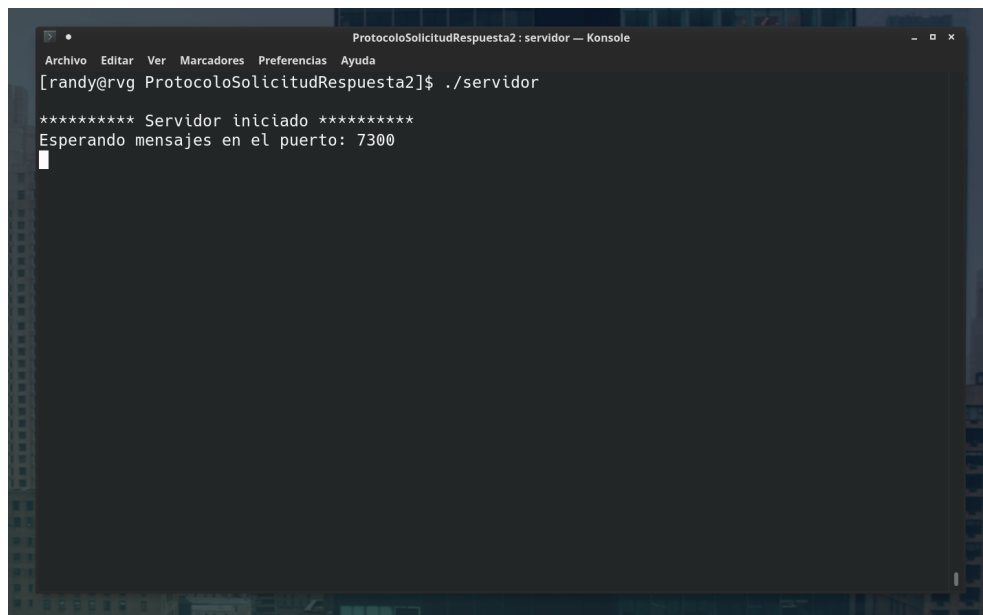 ProtocoloSolicitudRespuesta2 : servidor — Konsole
Archivo Editar Ver Marcadores Preferencias Ayuda
[randy@rvg ProtocoloSolicitudRespuesta2]$ ./servidor
********** Servidor iniciado **********
Esperando mensajes en el puerto: 7300